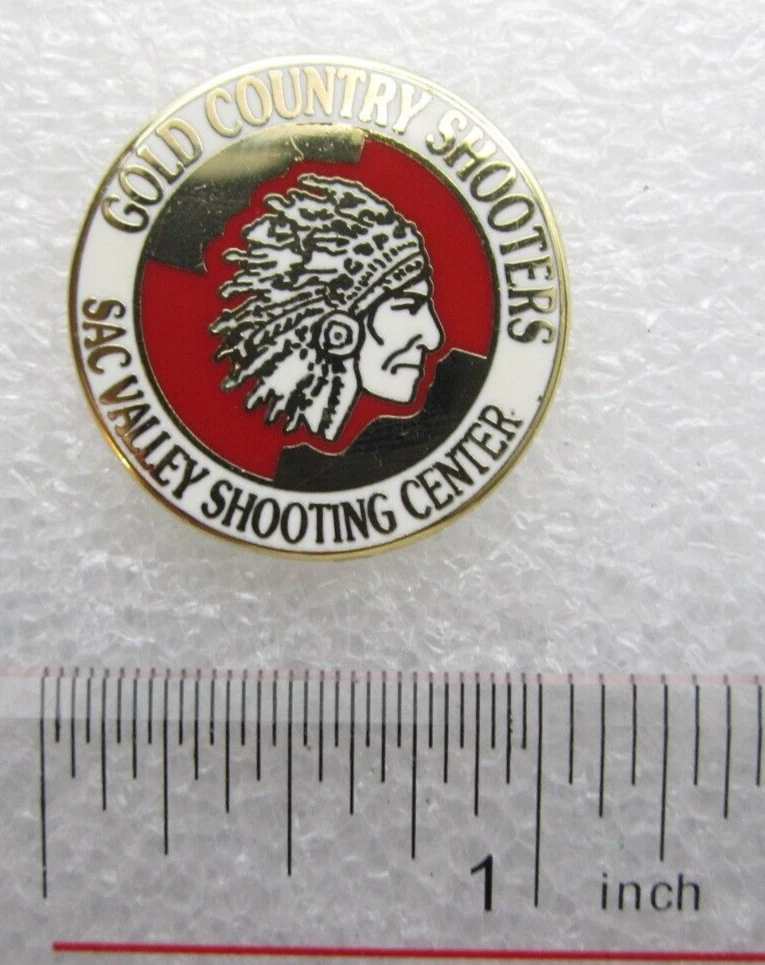 GOLD COUNTRY SHOOTERS
SAC VALLEY SHOOTING CENTER
1 inch